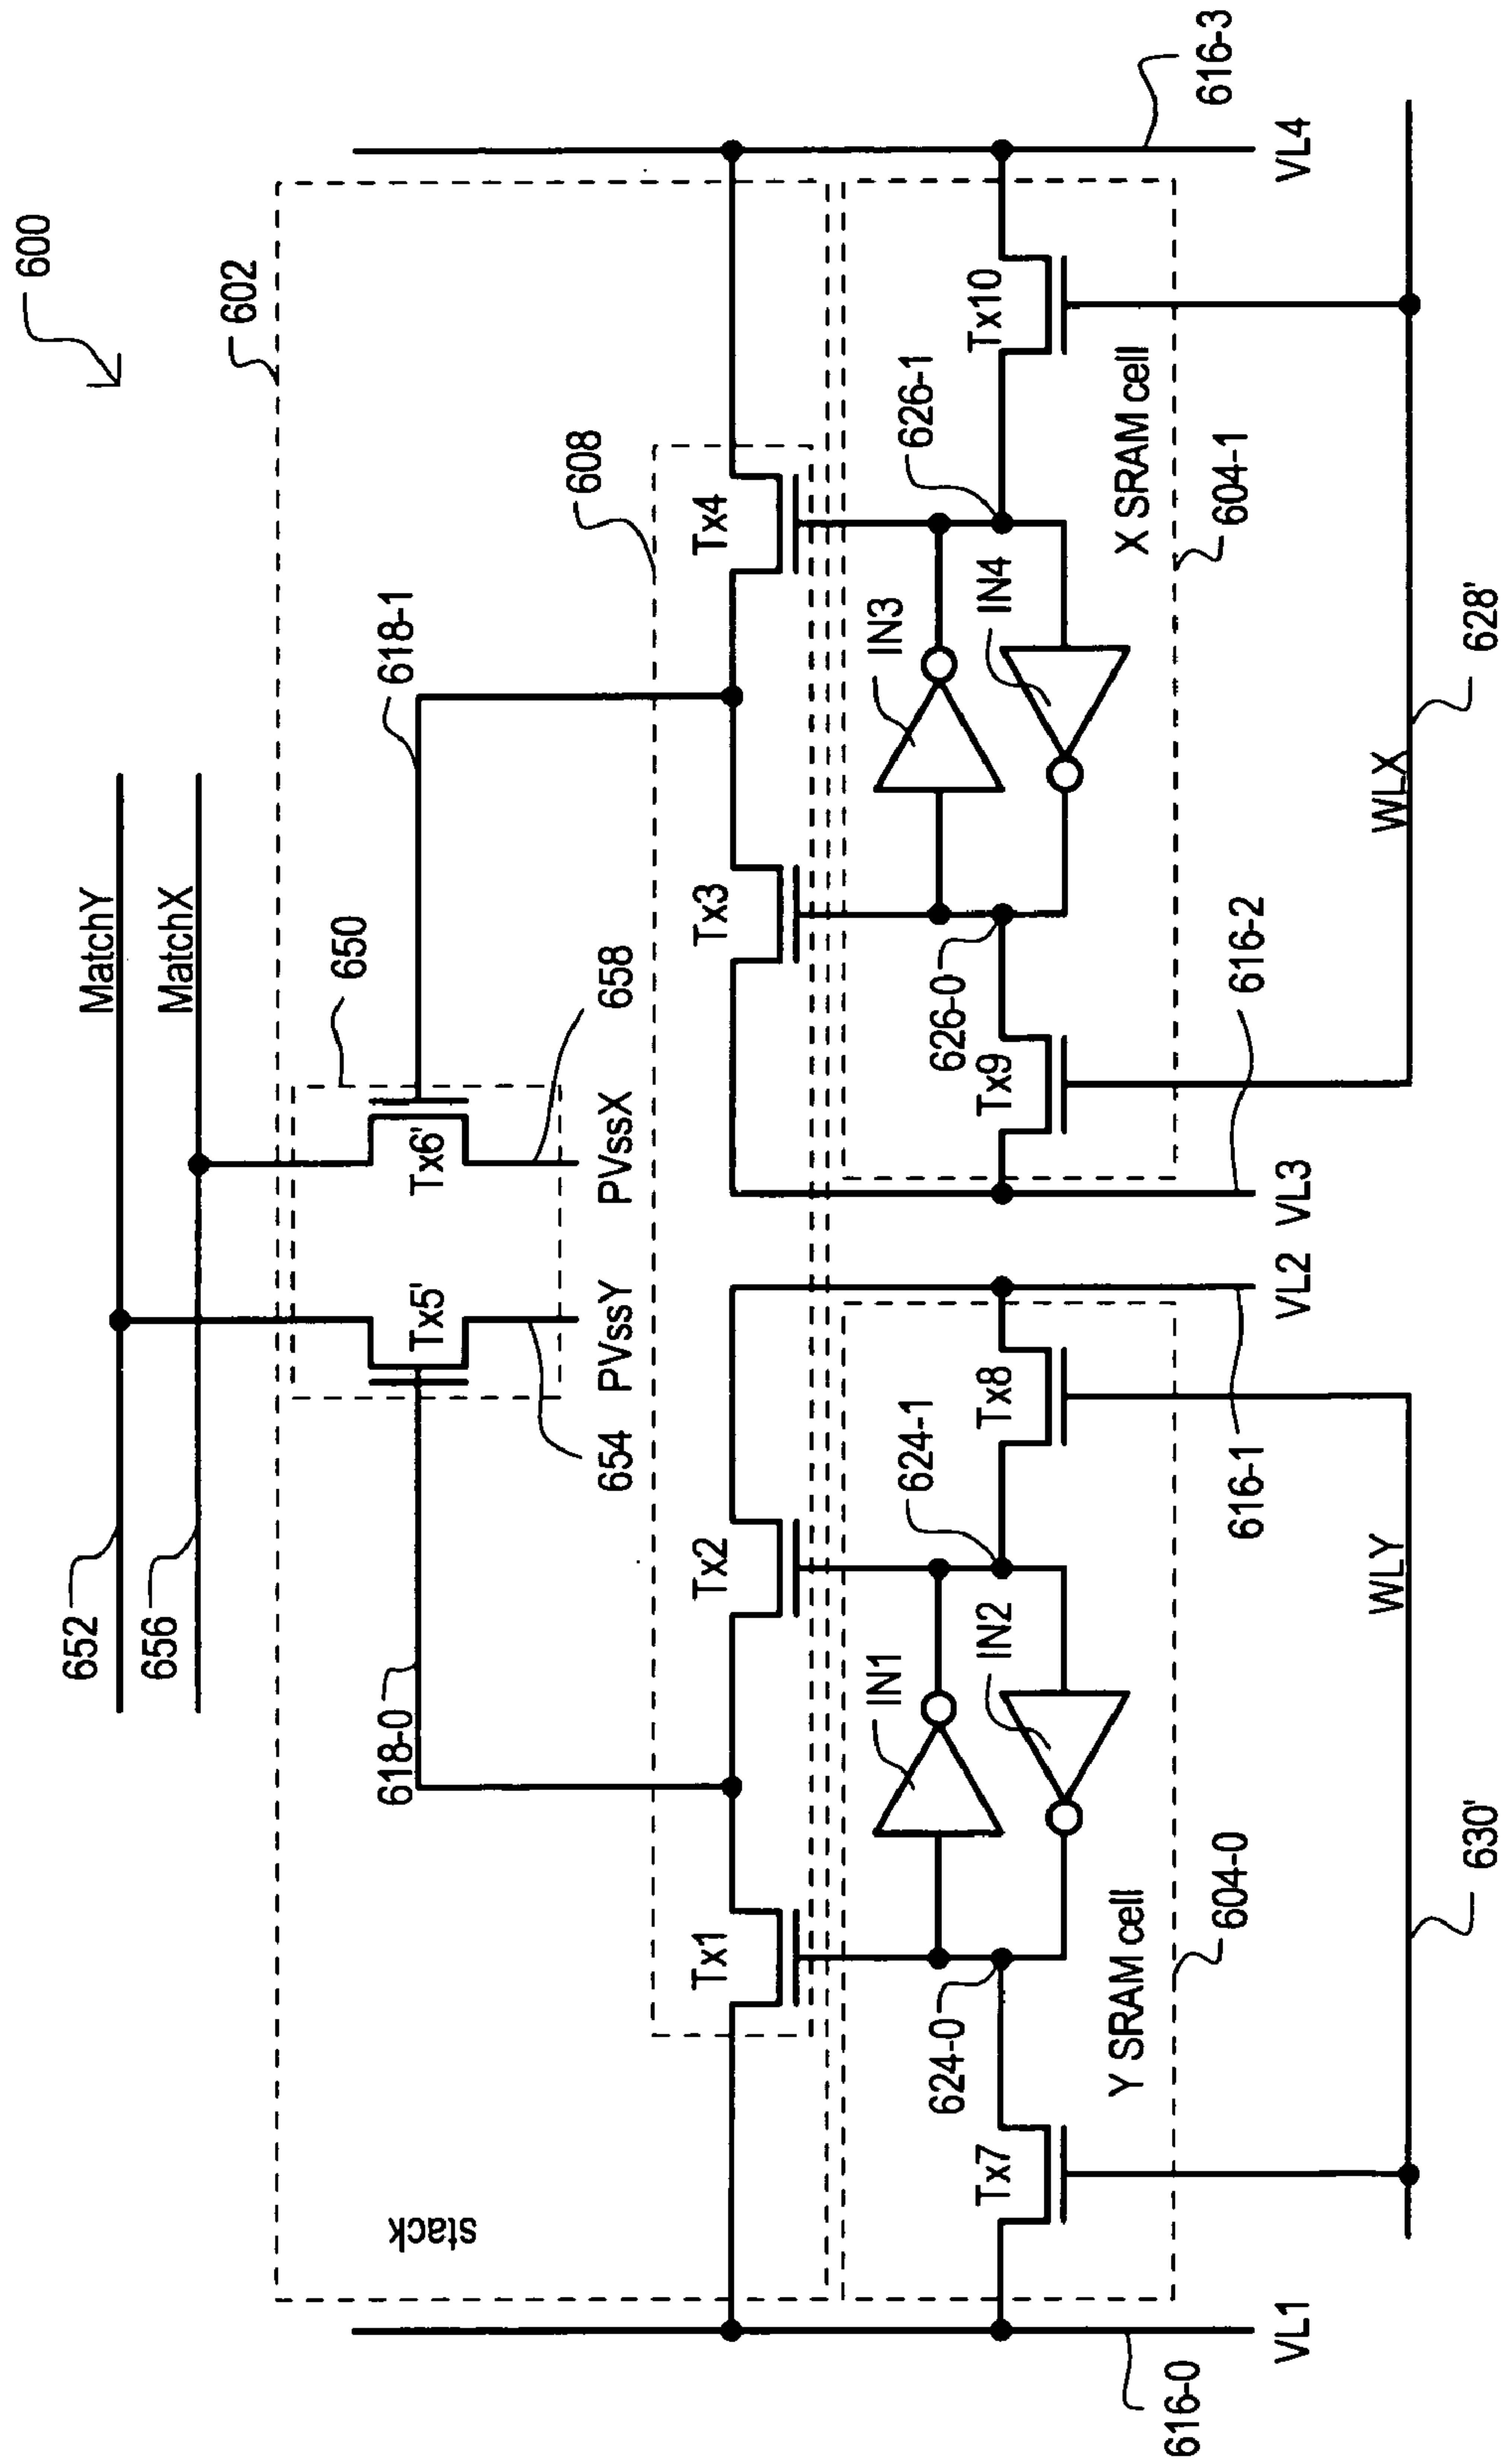 600
602
652
656
MatchY
MatchX
650
618-0
618-1
stack
Tx5'
Tx6'
654
658
PVssY
PVssX
608
Tx1
Tx2
Tx3
Tx4
IN1
IN2
IN3
IN4
624-0
624-1
626-0
626-1
Tx7
Tx8
Tx9
Tx10
Y SRAM cell
X SRAM cell
604-0
604-1
616-0
616-1
616-2
616-3
VL1
VL2
VL3
VL4
WLY
WLX
630'
628'